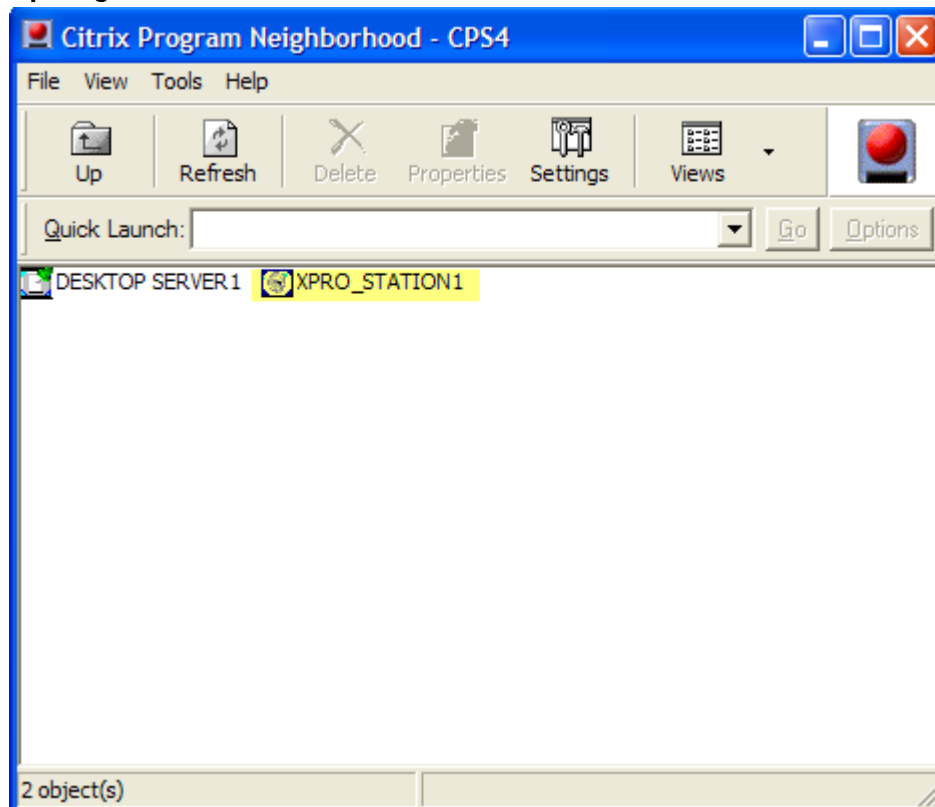 Citrix Program Neighborhood - CPS4
File View Tools Help
Up Refresh Delete Properties Settings Views
Quick Launch: Go Options
DESKTOP SERVER1 XPRO_STATION1
2 object(s)